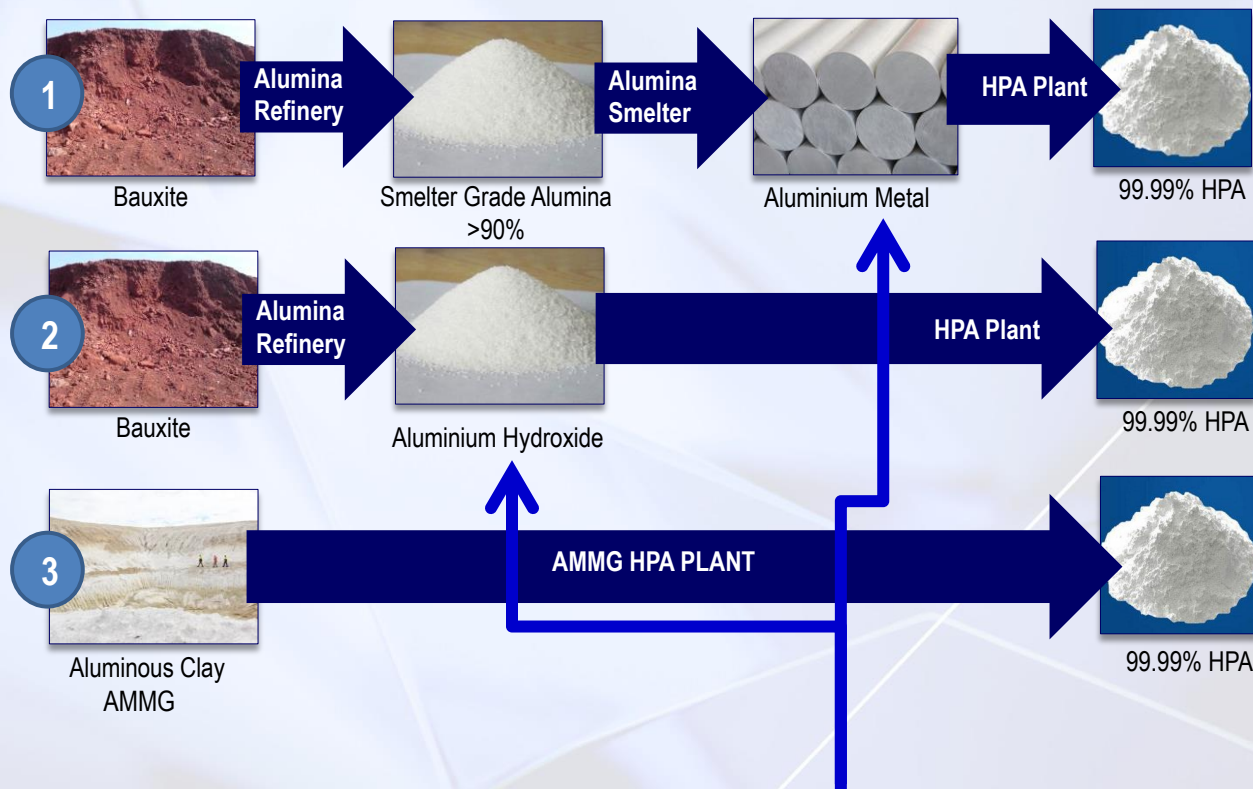 1
Alumina
Refinery
Alumina
Smelter
HPA Plant
Bauxite
Smelter Grade Alumina
>90%
Aluminium Metal
99.99% HPA
2
Alumina
Refinery
HPA Plant
Bauxite
Aluminium Hydroxide
99.99% HPA
3
AMMG HPA PLANT
Aluminous Clay
AMMG
99.99% HPA